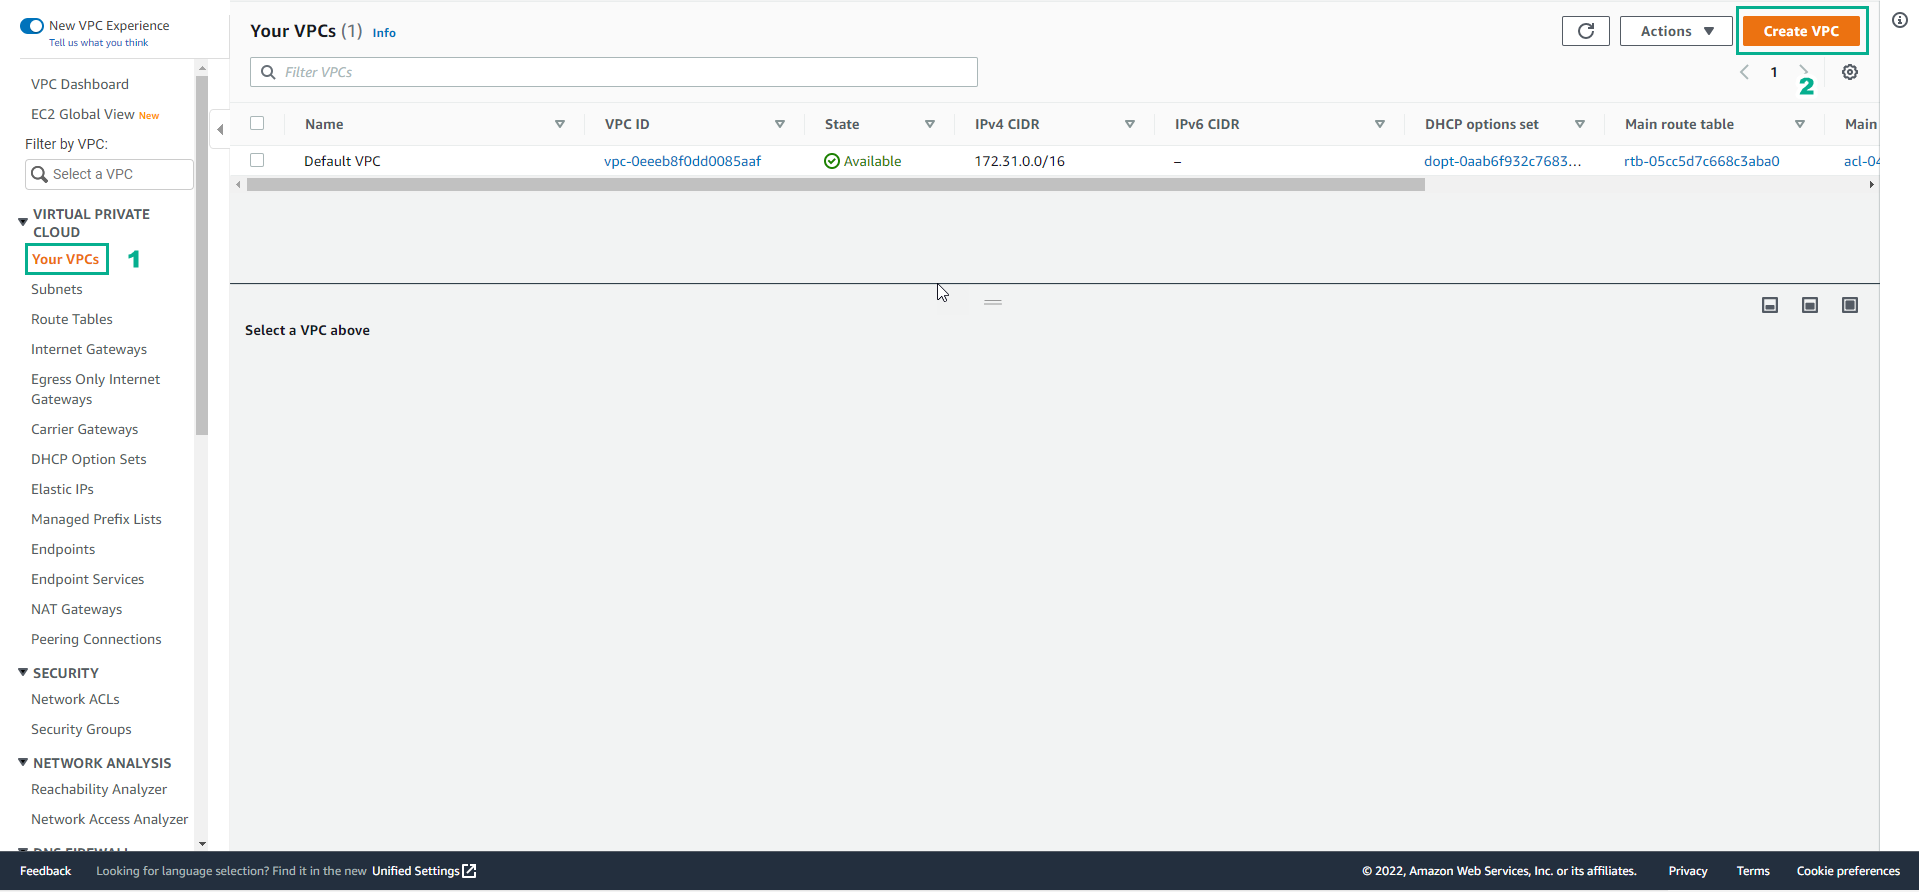 New VPC Experience
Tell us what you think
VPC Dashboard
EC2 Global View New
Filter by VPC:
Select a VPC
VIRTUAL PRIVATE
CLOUD
Your VPCs 1
Subnets
Route Tables
Internet Gateways
Egress Only Internet
Gateways
Carrier Gateways
DHCP Option Sets
Elastic IPs
Managed Prefix Lists
Endpoints
Endpoint Services
NAT Gateways
Peering Connections
SECURITY
Network ACLs
Security Groups
NETWORK ANALYSIS
Reachability Analyzer
Network Access Analyzer
DNS FIREWALL
Your VPCs (1) Info
Actions
Create VPC
Filter VPCs
1
2
Name VPC ID State IPv4 CIDR IPv6 CIDR DHCP options set Main route table Main
Default VPC vpc-0eeeb8f0dd0085aaf Available 172.31.0.0/16 – dopt-0aab6f932c7683... rtb-05cc5d7c668c3aba0 acl-04
Select a VPC above
Feedback Looking for language selection? Find it in the new Unified Settings © 2022, Amazon Web Services, Inc. or its affiliates. Privacy Terms Cookie preferences